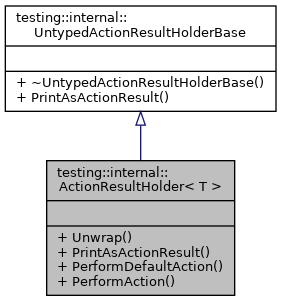 testing::internal::
UntypedActionResultHolderBase
+ ~UntypedActionResultHolderBase()
+ PrintAsActionResult()
testing::internal::
ActionResultHolder< T >
+ Unwrap()
+ PrintAsActionResult()
+ PerformDefaultAction()
+ PerformAction()